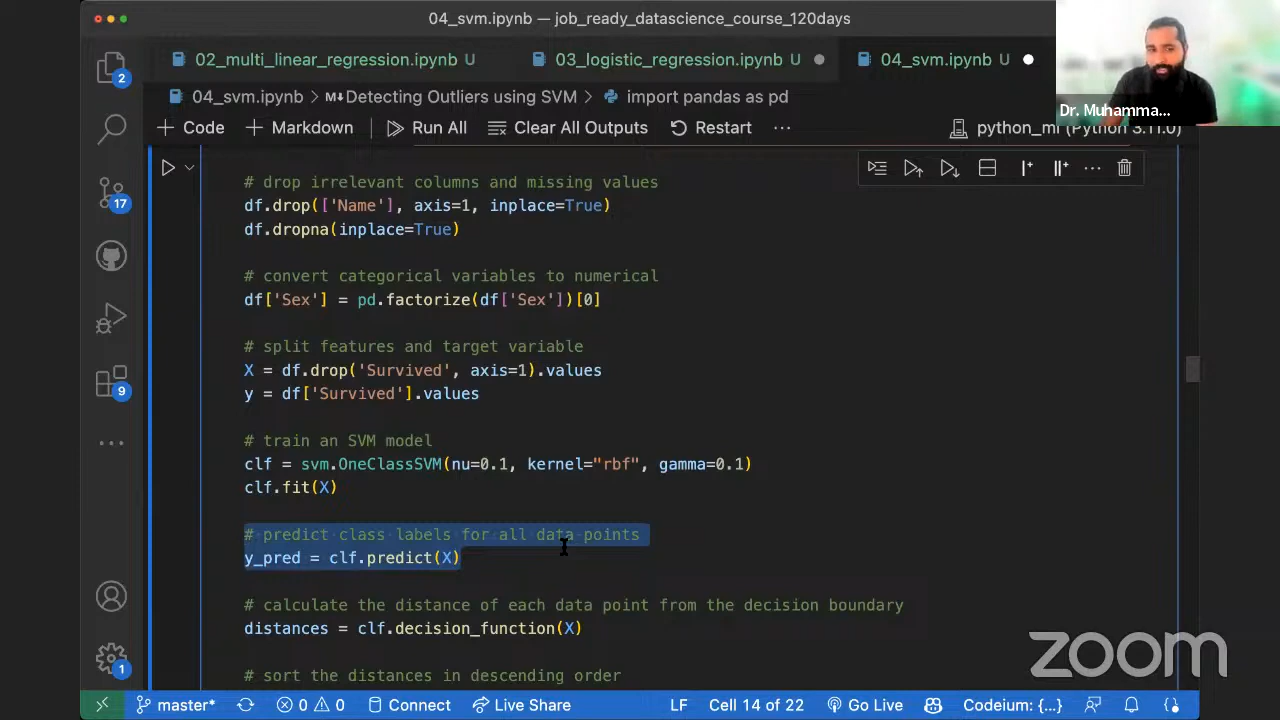 04_svm.ipynb — job_ready_datascience_course_120days
02_multi_linear_regression.ipynb U 03_logistic_regression.ipynb U 04_svm.ipynb U
04_svm.ipynb > M↓Detecting Outliers using SVM > import pandas as pd
+ Code + Markdown Run All Clear All Outputs Restart ... python_ml (Python 3.11.0)
Dr. Muhamma...
2
17
9
1
# drop irrelevant columns and missing values
df.drop(['Name'], axis=1, inplace=True)
df.dropna(inplace=True)
# convert categorical variables to numerical
df['Sex'] = pd.factorize(df['Sex'])[0]
# split features and target variable
X = df.drop('Survived', axis=1).values
y = df['Survived'].values
# train an SVM model
clf = svm.OneClassSVM(nu=0.1, kernel="rbf", gamma=0.1)
clf.fit(X)
# predict class labels for all data points
y_pred = clf.predict(X)
# calculate the distance of each data point from the decision boundary
distances = clf.decision_function(X)
# sort the distances in descending order
zoom
master* 0 0 Connect Live Share LF Cell 14 of 22 Go Live Codeium: {...}